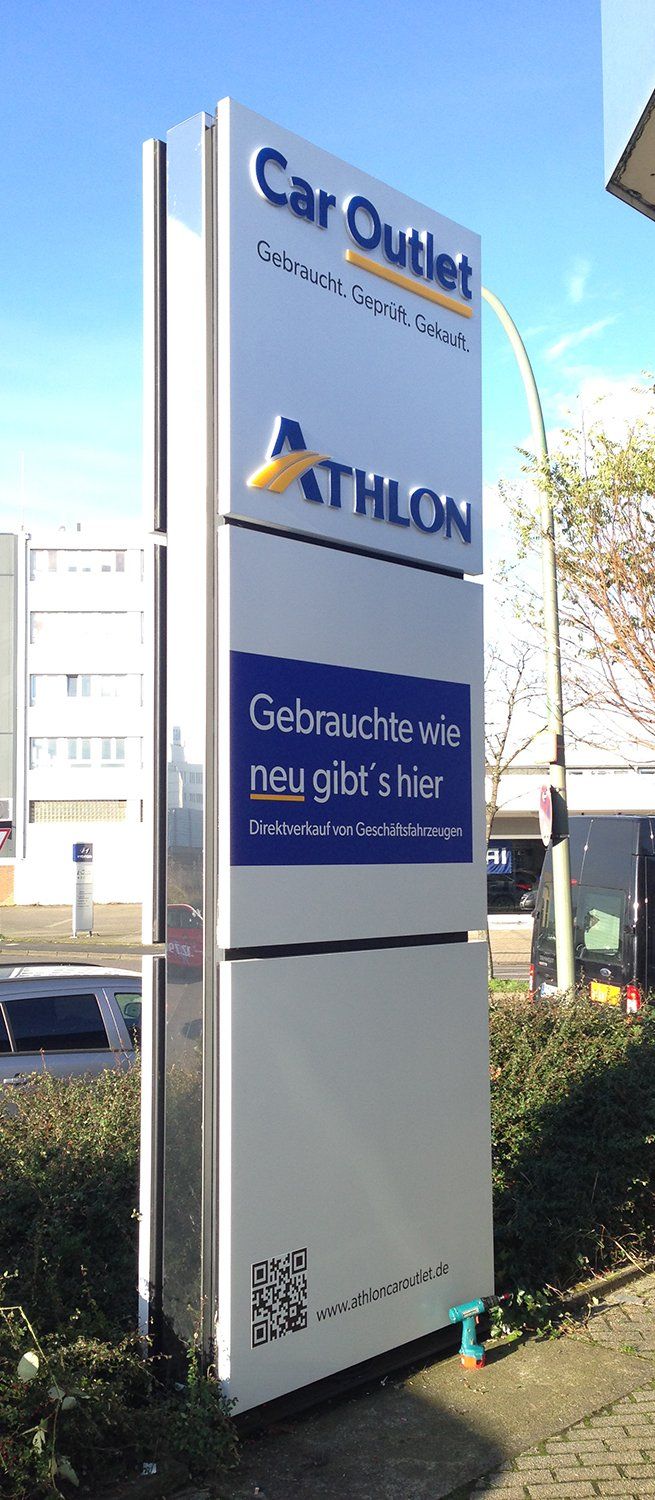 Car Outlet
Gebraucht. Geprüft. Gekauft.
ATHLON
Gebrauchte wie
neu gibt´s hier
Direktverkauf von Geschäftsfahrzeugen
www.athloncaroutlet.de